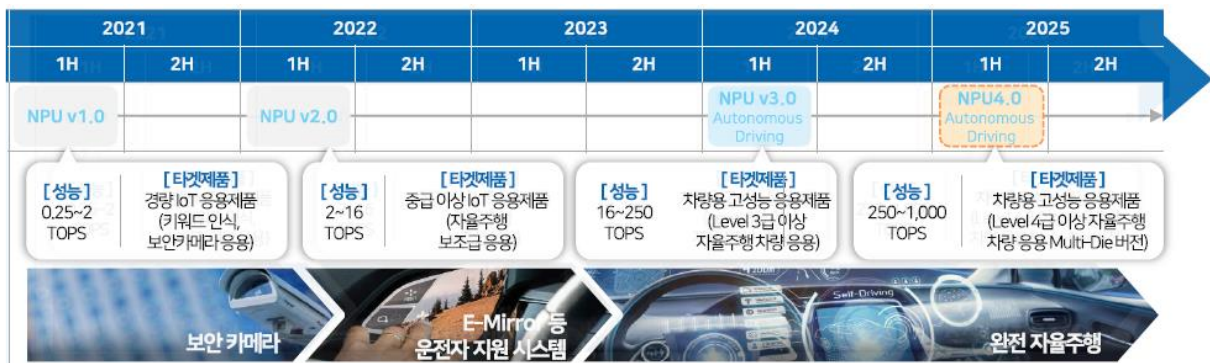 2021 2022 2023 2024 2025
1H 2H 1H 2H 1H 2H 1H 2H 1H 2H
NPU v1.0
NPU v2.0
NPU v3.0
Autonomous
Driving
NPU4.0
Autonomous
Driving
[성능]
0.25~2
TOPS
[타겟제품]
경량 IoT 응용제품
(키워드 인식,
보안카메라 응용)
[성능]
2~16
TOPS
[타겟제품]
중급 이상 IoT 응용제품
(자율주행
보조급 응용)
[성능]
16~250
TOPS
[타겟제품]
차량용 고성능 응용제품
(Level 3급 이상
자율주행 차량 응용)
[성능]
250~1,000
TOPS
[타겟제품]
차량용 고성능 응용제품
(Level 4급 이상 자율주행
차량 응용 Multi-Die 버전)
보안 카메라
E-Mirror 등
운전자 지원 시스템
Self-Driving
완전 자율주행